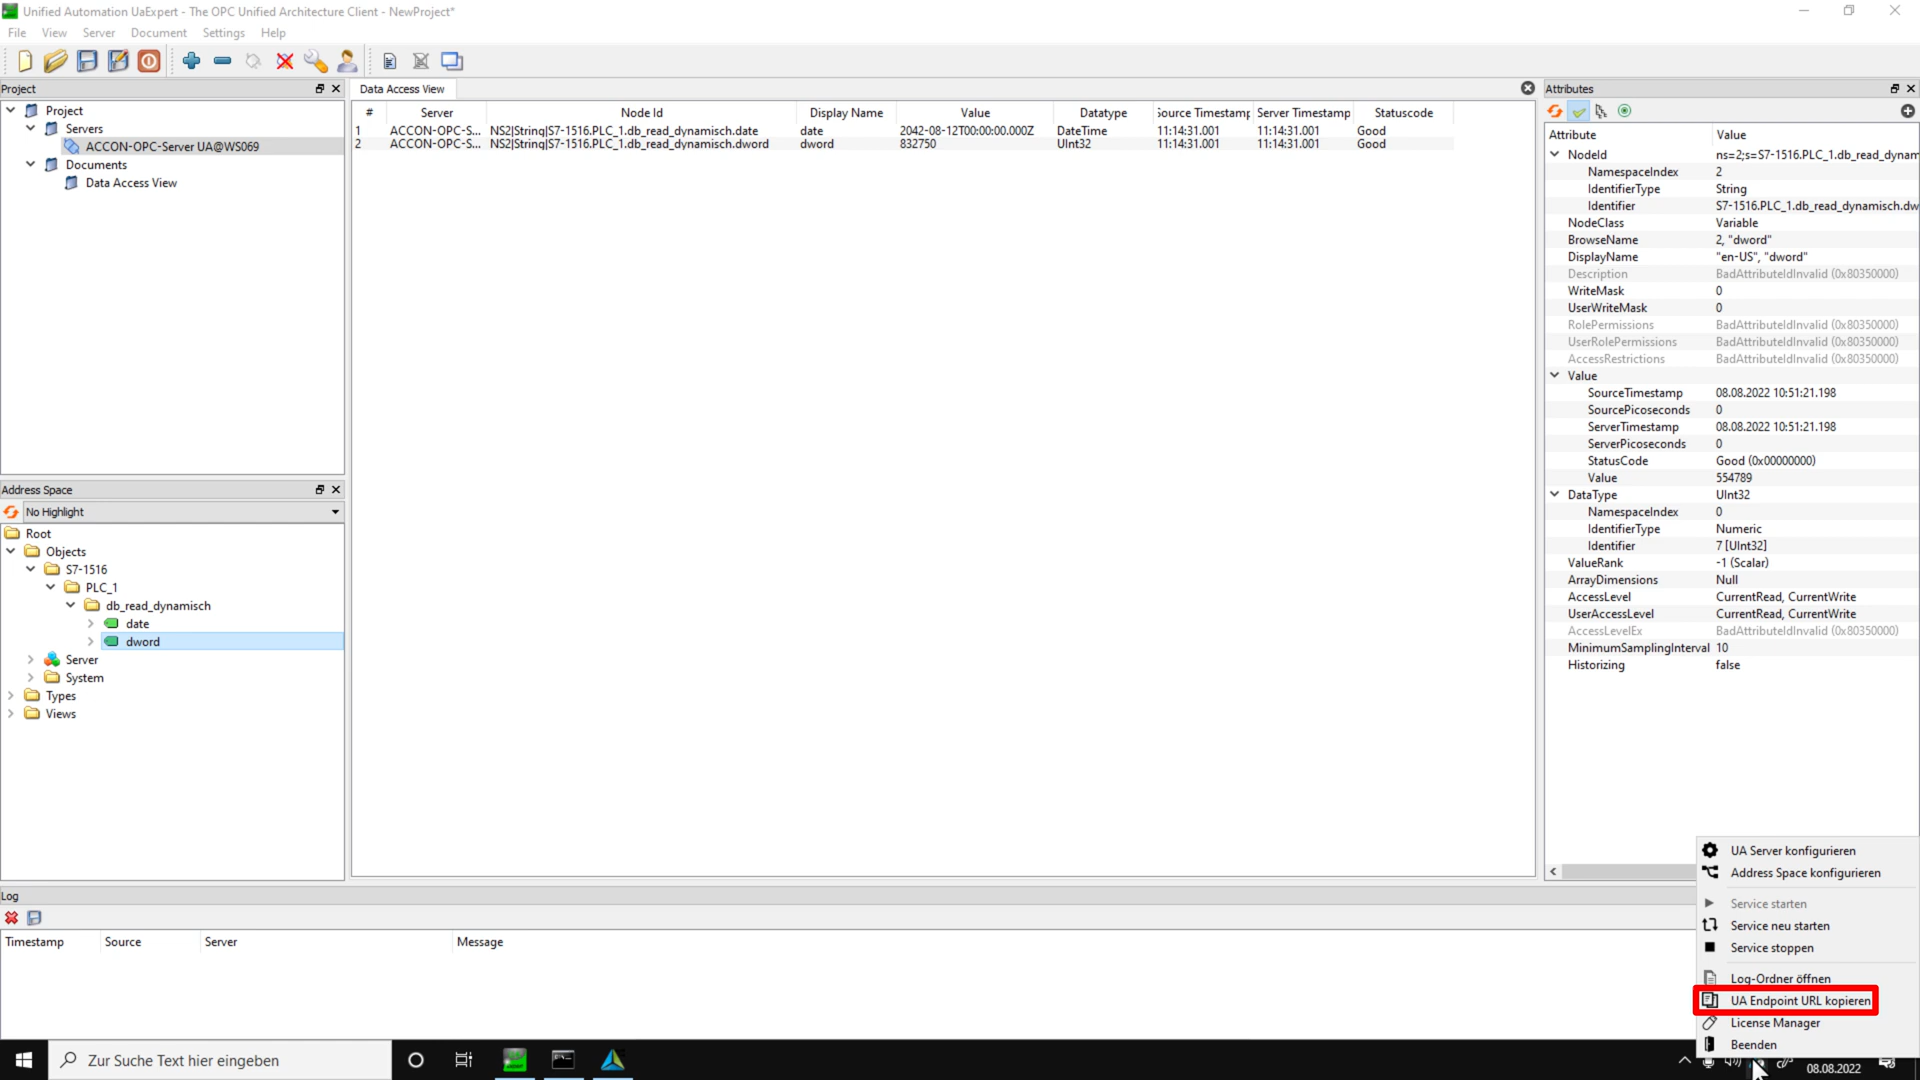 Unified Automation UaExpert - The OPC Unified Architecture Client - NewProject*
File View Server Document Settings Help
Project
Project
Servers
ACCON-OPC-Server UA@WS069
Documents
Data Access View
Data Access View
# Server Node Id Display Name Value Datatype Source Timestamp Server Timestamp Statuscode
1 ACCON-OPC-S... NS2|String|S7-1516.PLC_1.db_read_dynamisch.date date 2042-08-12T00:00:00.000Z DateTime 11:14:31.001 11:14:31.001 Good
2 ACCON-OPC-S... NS2|String|S7-1516.PLC_1.db_read_dynamisch.dword dword 832750 UInt32 11:14:31.001 11:14:31.001 Good
Address Space
No Highlight
Root
Objects
S7-1516
PLC_1
db_read_dynamisch
date
dword
Server
System
Types
Views
Attributes
Attribute Value
NodeId ns=2;s=S7-1516.PLC_1.db_read_dynam
NamespaceIndex 2
IdentifierType String
Identifier S7-1516.PLC_1.db_read_dynamisch.dw
NodeClass Variable
BrowseName 2, "dword"
DisplayName "en-US", "dword"
Description BadAttributeIdInvalid (0x80350000)
WriteMask 0
UserWriteMask 0
RolePermissions BadAttributeIdInvalid (0x80350000)
UserRolePermissions BadAttributeIdInvalid (0x80350000)
AccessRestrictions BadAttributeIdInvalid (0x80350000)
Value
SourceTimestamp 08.08.2022 10:51:21.198
SourcePicoseconds 0
ServerTimestamp 08.08.2022 10:51:21.198
ServerPicoseconds 0
StatusCode Good (0x00000000)
Value 554789
DataType UInt32
NamespaceIndex 0
IdentifierType Numeric
Identifier 7 [UInt32]
ValueRank -1 (Scalar)
ArrayDimensions Null
AccessLevel CurrentRead, CurrentWrite
UserAccessLevel CurrentRead, CurrentWrite
AccessLevelEx BadAttributeIdInvalid (0x80350000)
MinimumSamplingInterval 10
Historizing false
UA Server konfigurieren
Address Space konfigurieren
Service starten
Service neu starten
Service stoppen
Log-Ordner öffnen
UA Endpoint URL kopieren
License Manager
Beenden
Log
Timestamp Source Server Message
Zur Suche Text hier eingeben
08.08.2022